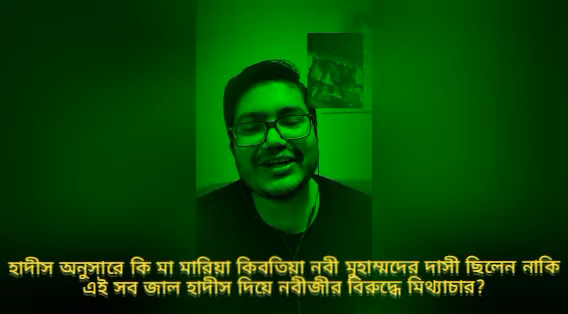 হাদীস অনুসারে কি মা মারিয়া কিবতিয়া নবী মুহাম্মদের দাসী ছিলেন নাকি
এই সব জাল হাদীস দিয়ে নবীজীর বিরুদ্ধে মিথ্যাচার?